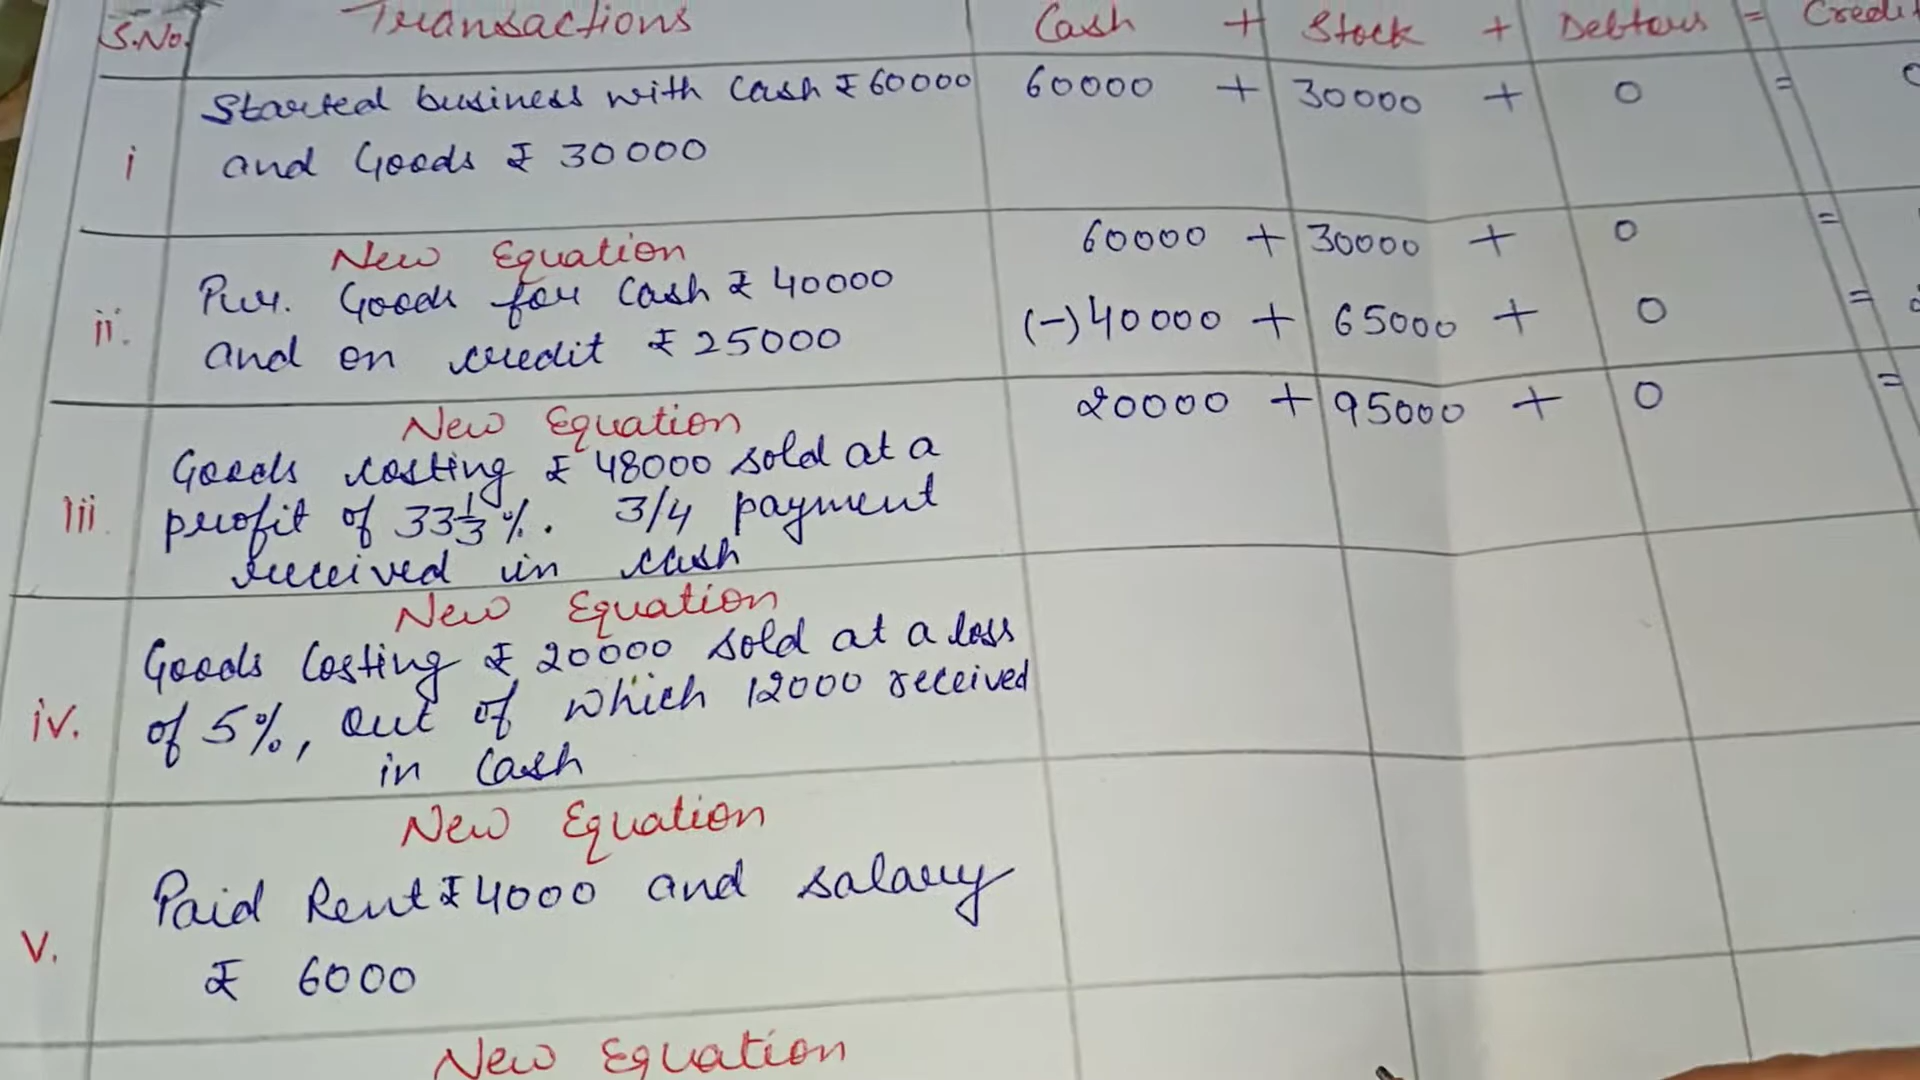 S.No. Transactions Cash + Stock + Debtors =
i Started business with Cash ₹ 60000 60000 + 30000 + 0 =
and Goods ₹ 30000
New Equation 60000 + 30000 + 0 =
ii. Pur. Goods for Cash ₹ 40000 (-) 40000 + 65000 + 0 =
and on credit ₹ 25000
New Equation 20000 + 95000 + 0 =
iii. Goods costing ₹ 48000 sold at a
profit of 33 1/3 %. 3/4 payment
received in cash
New Equation
Goods Costing ₹ 20000 sold at a loss
iv. of 5%, Out of which 12000 received
in Cash
New Equation
Paid Rent ₹ 4000 and salary
v. ₹ 6000
New Equation